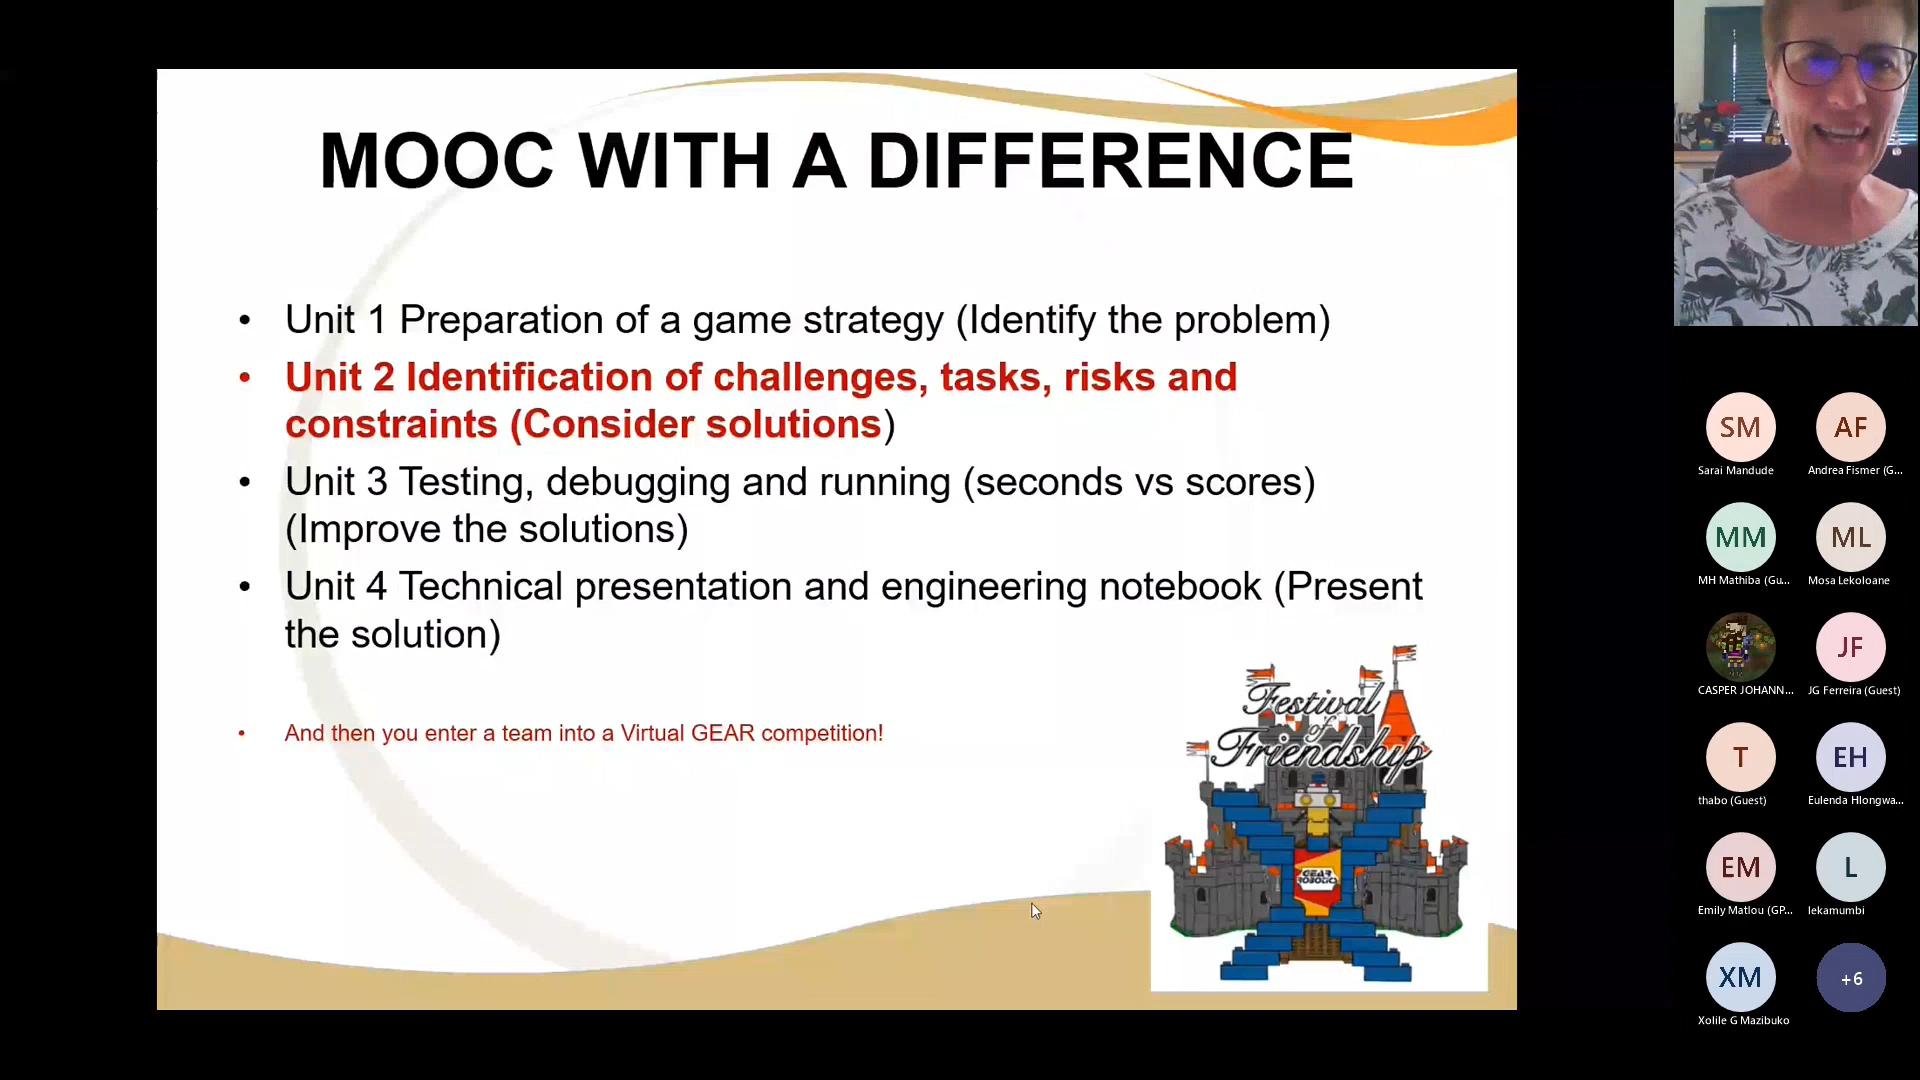 MOOC WITH A DIFFERENCE
• Unit 1 Preparation of a game strategy (Identify the problem)
• Unit 2 Identification of challenges, tasks, risks and
constraints (Consider solutions)
• Unit 3 Testing, debugging and running (seconds vs scores)
(Improve the solutions)
• Unit 4 Technical presentation and engineering notebook (Present
the solution)
• And then you enter a team into a Virtual GEAR competition!
Festival
of
Friendship
GEAR
ROBOTICS
SM
Sarai Mandude
AF
Andrea Fismer (G...
MM
MH Mathiba (Gu...
ML
Mosa Lekoloane
CASPER JOHANN...
JF
JG Ferreira (Guest)
T
thabo (Guest)
EH
Eulenda Hlongwa...
EM
Emily Matlou (GP...
L
lekamumbi
XM
Xolile G Mazibuko
+6